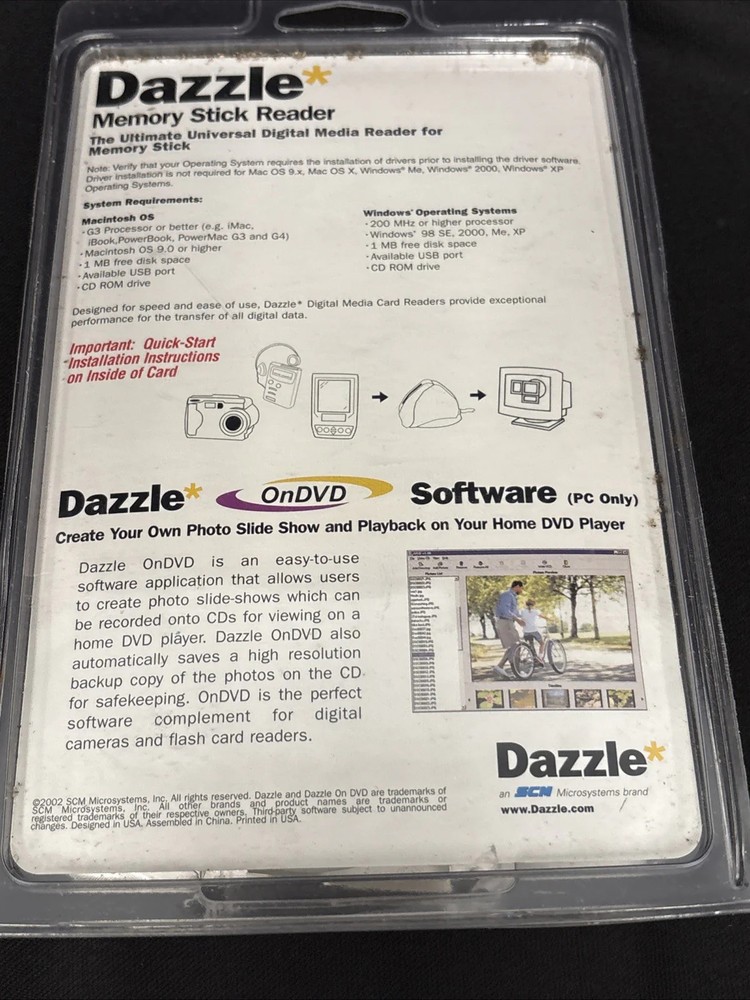 Dazzle*
Memory Stick Reader
The Ultimate Universal Digital Media Reader for
Memory Stick
Note: Verify that your Operating System requires the installation of drivers prior to installing the driver software.
Driver installation is not required for Mac OS 9.x, Mac OS X, Windows® Me, Windows® 2000, Windows® XP
Operating Systems.
System Requirements:
Macintosh OS
·G3 Processor or better (e.g. iMac,
iBook,PowerBook, PowerMac G3 and G4)
·Macintosh OS 9.0 or higher
·1 MB free disk space
·Available USB port
·CD ROM drive
Windows® Operating Systems
·200 MHz or higher processor
·Windows® 98 SE, 2000, Me, XP
·1 MB free disk space
·Available USB port
·CD ROM drive
Designed for speed and ease of use, Dazzle* Digital Media Card Readers provide exceptional
performance for the transfer of all digital data.
Important: Quick-Start
Installation Instructions
on Inside of Card
Dazzle* OnDVD Software (PC Only)
Create Your Own Photo Slide Show and Playback on Your Home DVD Player
Dazzle OnDVD is an easy-to-use
software application that allows users
to create photo slide-shows which can
be recorded onto CDs for viewing on a
home DVD player. Dazzle OnDVD also
automatically saves a high resolution
backup copy of the photos on the CD
for safekeeping. OnDVD is the perfect
software complement for digital
cameras and flash card readers.
Dazzle*
an SCM Microsystems brand
www.Dazzle.com
©2002 SCM Microsystems, Inc. All rights reserved. Dazzle and Dazzle On DVD are trademarks of
SCM Microsystems, Inc. All other brands and product names are trademarks or
registered trademarks of their respective owners. Third-party software subject to unannounced
changes. Designed in USA. Assembled in China. Printed in USA.